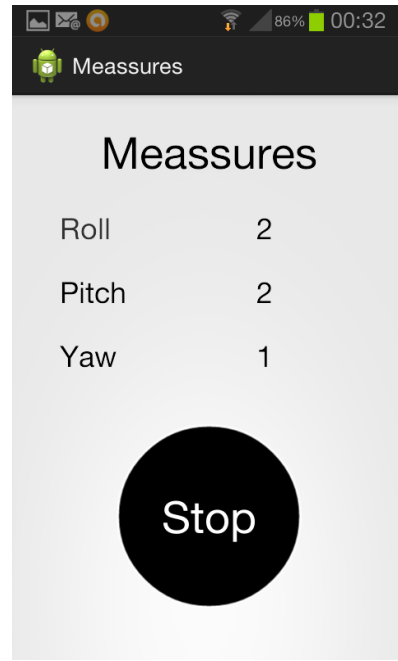 86% 00:32
Meassures
Meassures
Roll 2
Pitch 2
Yaw 1
Stop